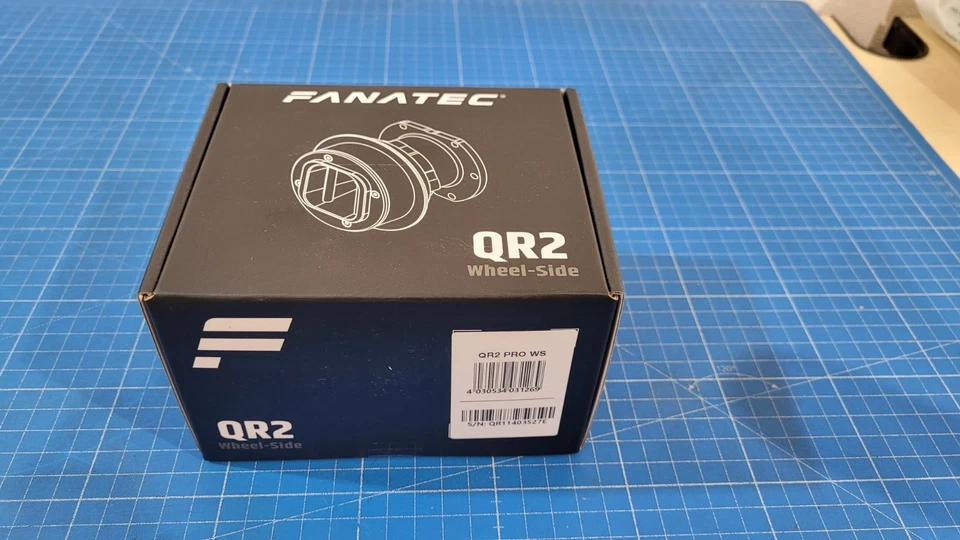 FANATEC
QR2
Wheel-Side
QR2
Wheel-Side
QR2 PRO WS
4 030534 031269
S/N: QR11403527E